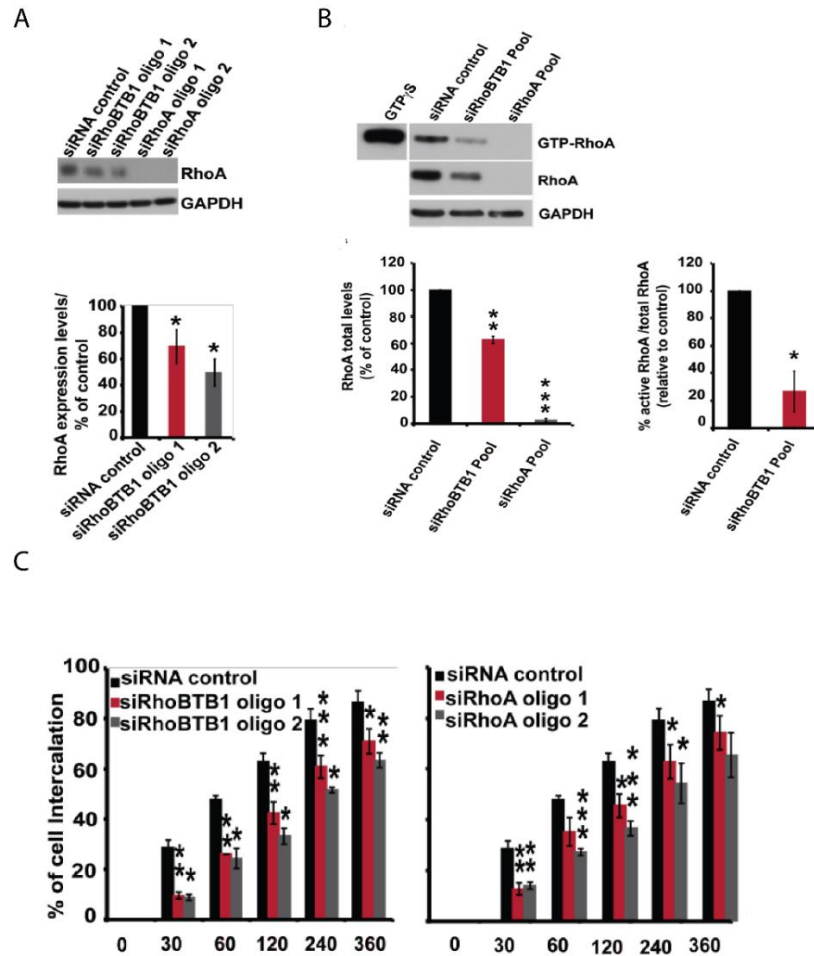 A
siRNA control
siRhoBTB1 oligo 1
siRhoBTB1 oligo 2
siRhoA oligo 1
siRhoA oligo 2
RhoA
GAPDH
RhoA expression levels/
% of control
100
80
60
40
20
0
*
*
siRNA control
siRhoBTB1 oligo 1
siRhoBTB1 oligo 2
B
GTPγS
siRNA control
siRhoBTB1 Pool
siRhoA Pool
GTP-RhoA
RhoA
GAPDH
RhoA total levels
(% of control)
120
100
80
60
40
20
0
**
***
siRNA control
siRhoBTB1 Pool
siRhoA Pool
% active RhoA /total RhoA
(relative to control)
120
100
80
60
40
20
0
*
siRNA control
siRhoBTB1 Pool
C
% of cell Intercalation
100
80
60
40
20
0
siRNA control
siRhoBTB1 oligo 1
siRhoBTB1 oligo 2
** * ** * ** * *** * * **
0 30 60 120 240 360
siRNA control
siRhoA oligo 1
siRhoA oligo 2
** ** *** * *** * * *
0 30 60 120 240 360